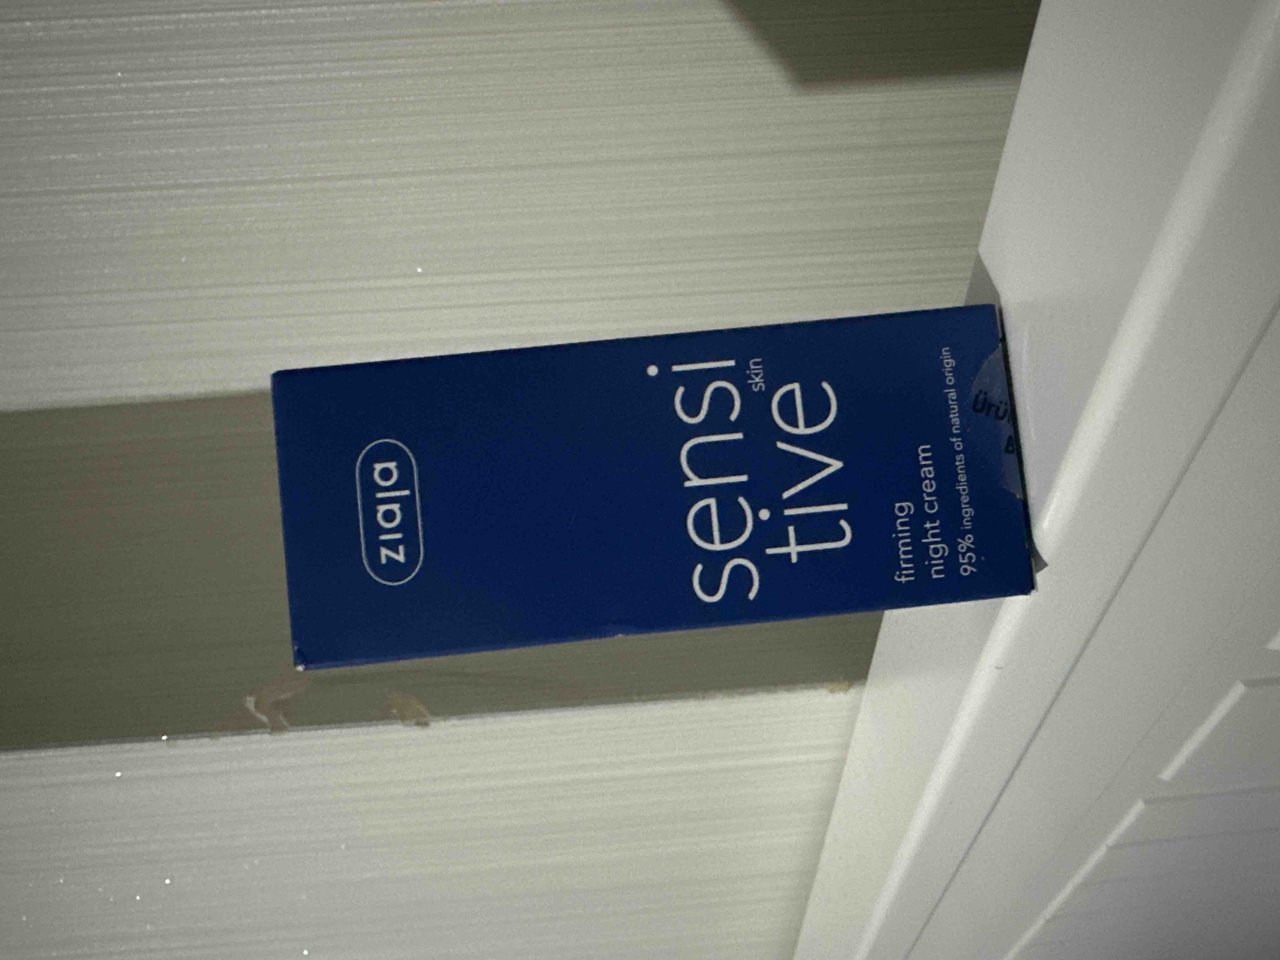 ziaja
sensi
skin
tive
firming
night cream
95% ingredients of natural origin